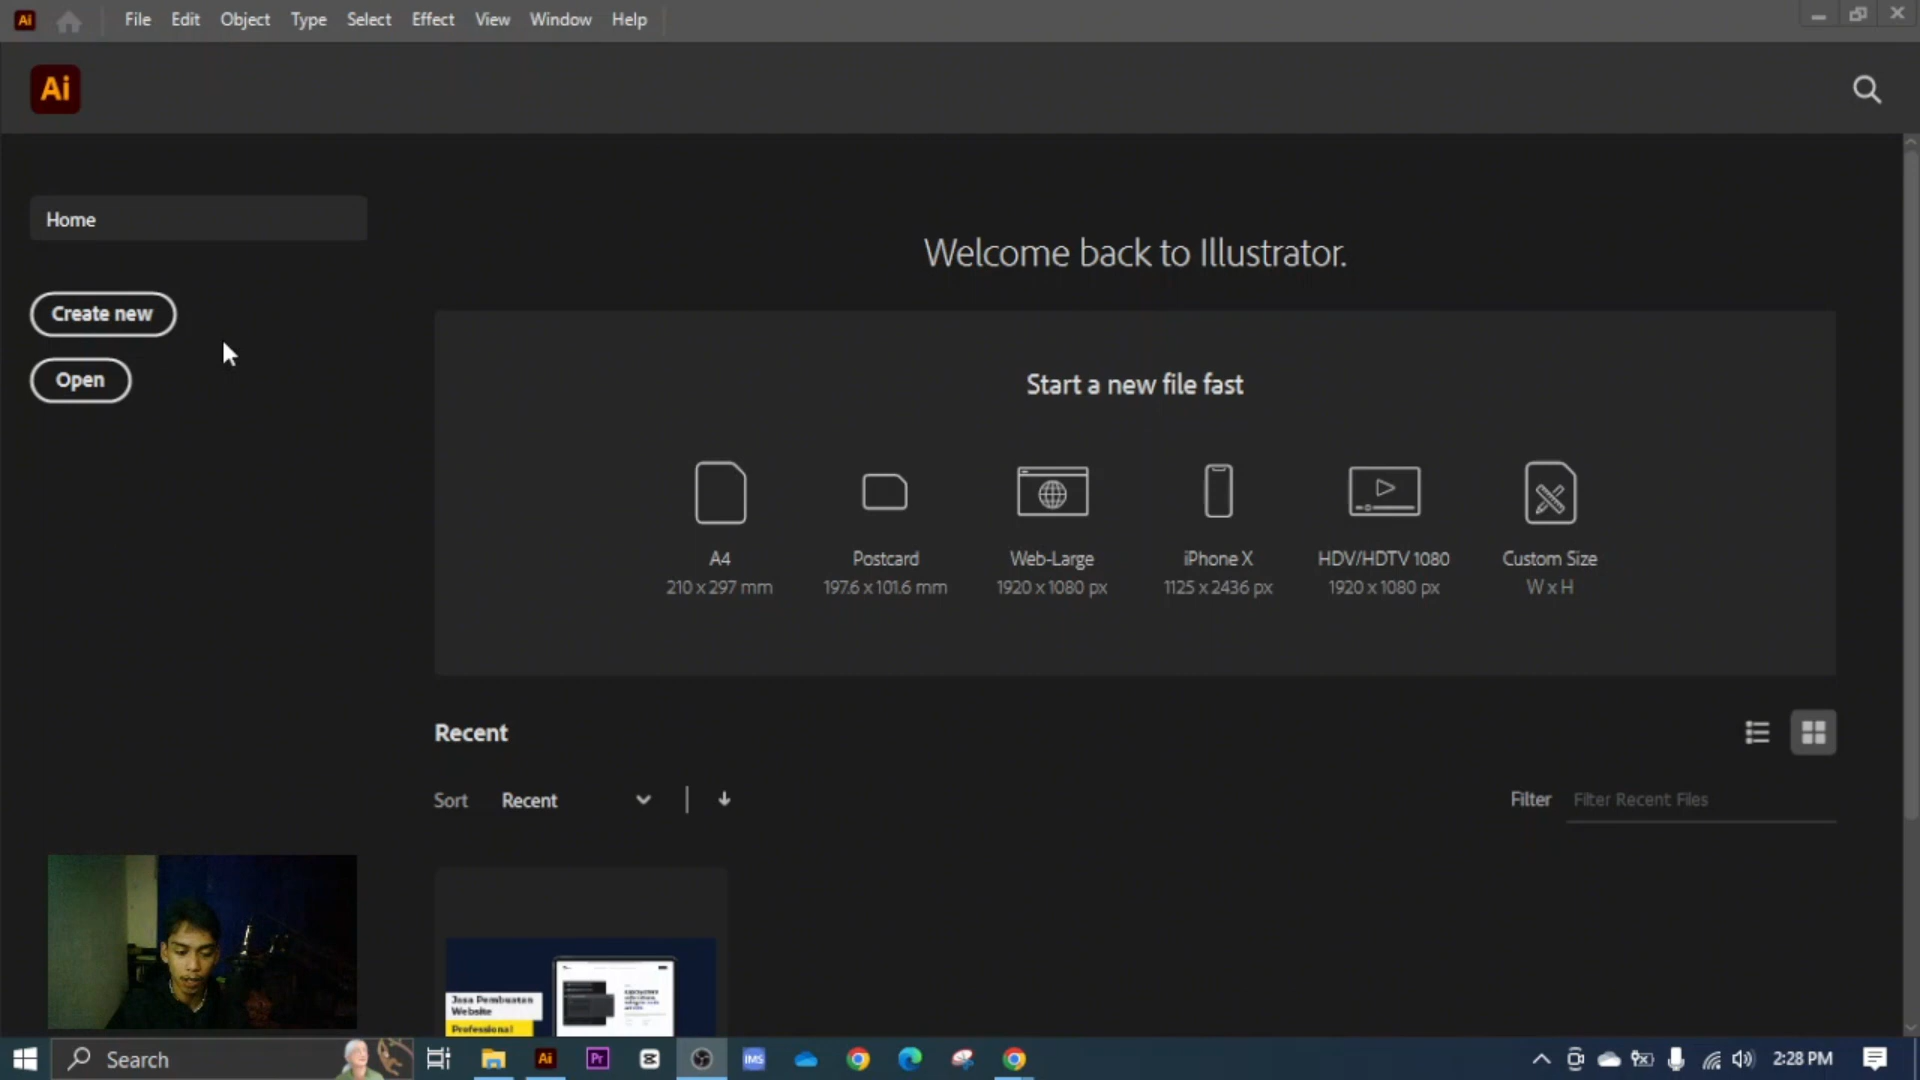 Ai File Edit Object Type Select Effect View Window Help
Ai
Home
Welcome back to Illustrator.
Create new
Open
Start a new file fast
A4 Postcard Web-Large iPhone X HDV/HDTV 1080 Custom Size
210 x 297 mm 197.6 x 101.6 mm 1920 x 1080 px 1125 x 2436 px 1920 x 1080 px W x H
Recent
Sort Recent Filter Filter Recent Files
Jasa Pembuatan
Website
Professional
Search Ai Pr IMS 2:28 PM